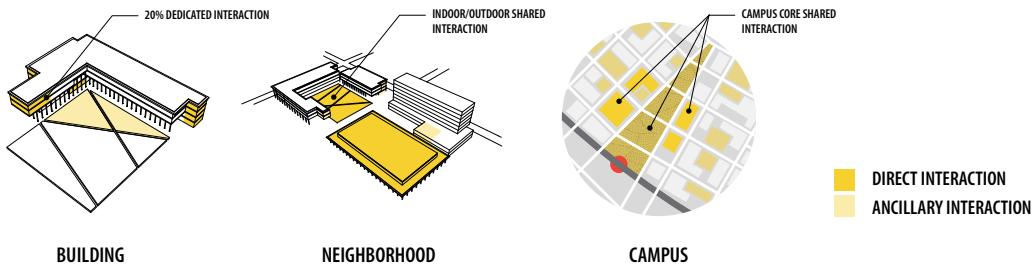 20% DEDICATED INTERACTION
INDOOR/OUTDOOR SHARED
INTERACTION
CAMPUS CORE SHARED
INTERACTION
DIRECT INTERACTION
ANCILLARY INTERACTION
BUILDING
NEIGHBORHOOD
CAMPUS